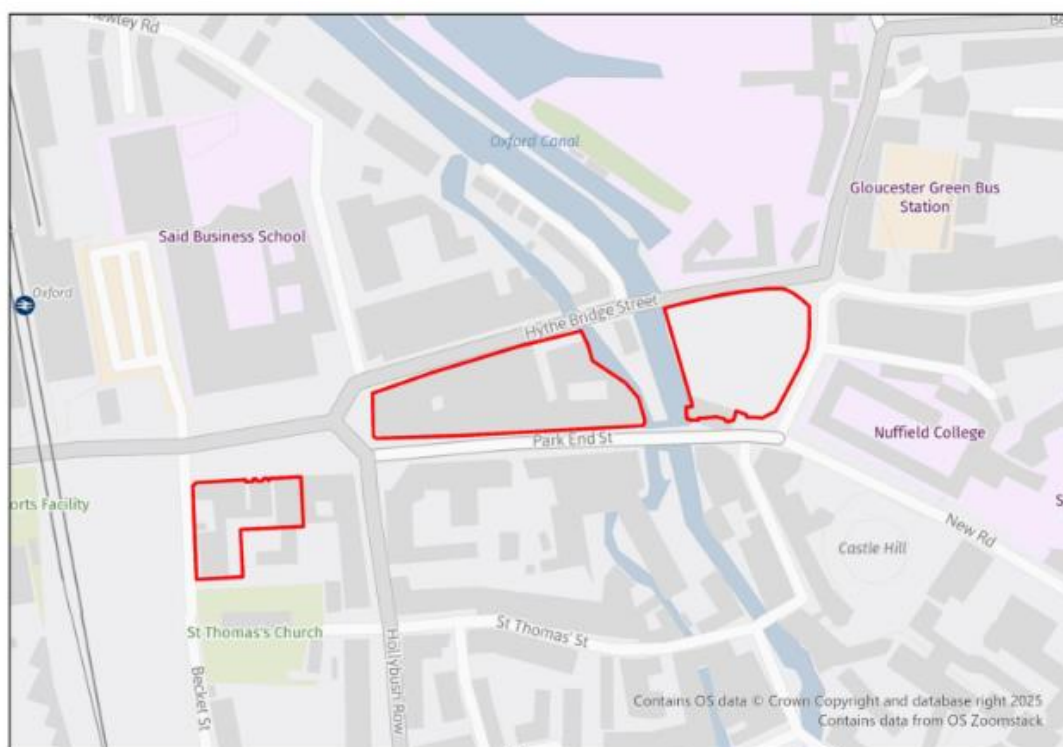 Oxford Canal
Gloucester Green Bus
Station
Said Business School
Oxford
Hythe Bridge Street
Nuffield College
Park End St
orts Facility
New Rd
Castle Hill
St Thomas's Church
St Thomas' St
Hollybush Row
Becket St
Contains OS data © Crown Copyright and database right 2025
Contains data from OS Zoomstack